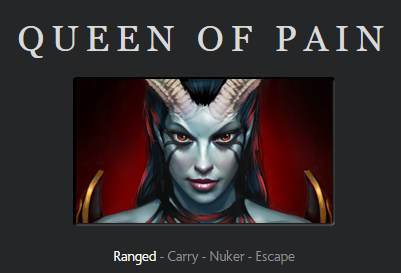 QUEEN OF PAIN
Ranged - Carry - Nuker - Escape